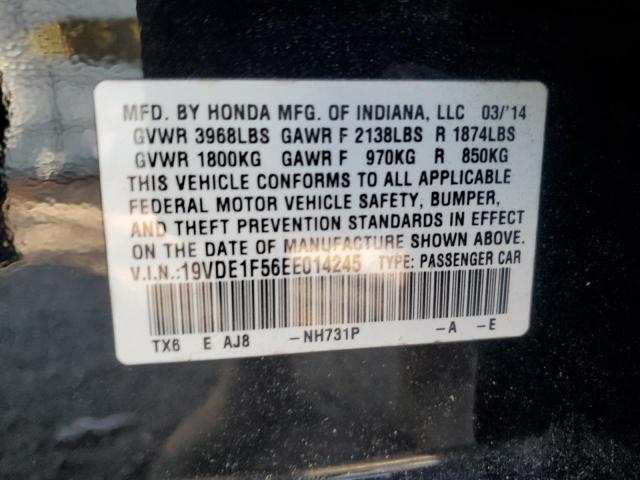 MFD. BY HONDA MFG. OF INDIANA, LLC 03/'14
GVWR 3968LBS GAWR F 2138LBS R 1874LBS
GVWR 1800KG GAWR F 970KG R 850KG
THIS VEHICLE CONFORMS TO ALL APPLICABLE
FEDERAL MOTOR VEHICLE SAFETY, BUMPER,
AND THEFT PREVENTION STANDARDS IN EFFECT
ON THE DATE OF MANUFACTURE SHOWN ABOVE.
V.I.N.:19VDE1F56EE014245 TYPE: PASSENGER CAR
TX6 E AJ8 -NH731P -A -E